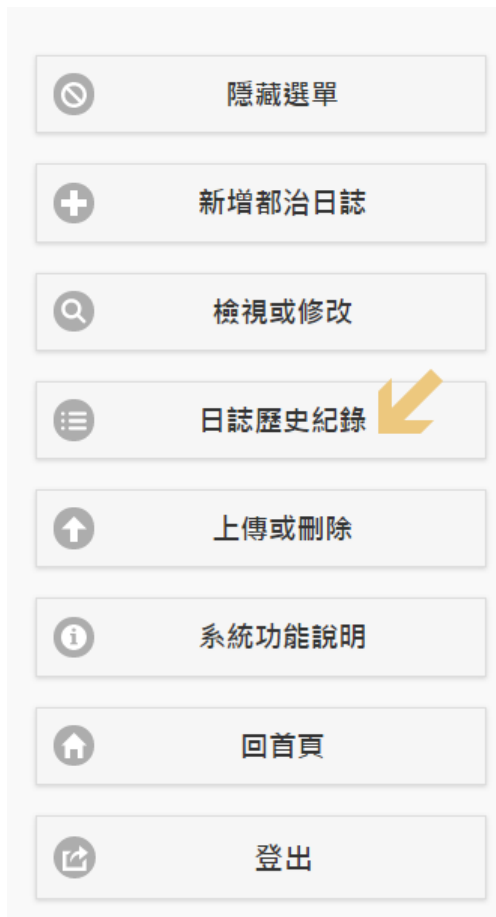 隱藏選單
新增都治日誌
檢視或修改
日誌歷史紀錄
上傳或刪除
系統功能說明
回首頁
登出